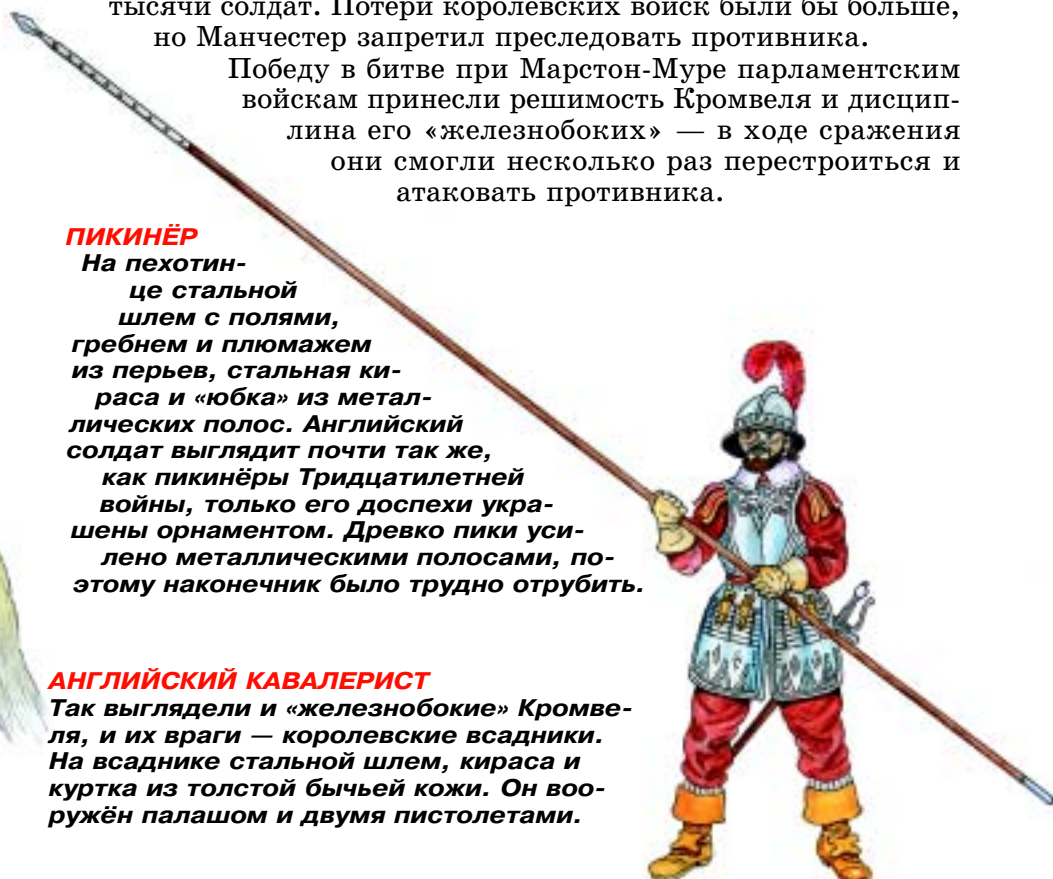 тысячи солдат. Потери королевских войск были бы больше,
но Манчестер запретил преследовать противника.
Победу в битве при Марстон-Муре парламентским
войскам принесли решимость Кромвеля и дисцип-
лина его «железнобоких» — в ходе сражения
они смогли несколько раз перестроиться и
атаковать противника.
ПИКИНЁР
На пехотин-
це стальной
шлем с полями,
гребнем и плюмажем
из перьев, стальная ки-
раса и «юбка» из метал-
лических полос. Английский
солдат выглядит почти так же,
как пикинёры Тридцатилетней
войны, только его доспехи укра-
шены орнаментом. Древко пики уси-
лено металлическими полосами, по-
этому наконечник было трудно отрубить.
АНГЛИЙСКИЙ КАВАЛЕРИСТ
Так выглядели и «железнобокие» Кромве-
ля, и их враги — королевские всадники.
На всаднике стальной шлем, кираса и
куртка из толстой бычьей кожи. Он воо-
ружён палашом и двумя пистолетами.